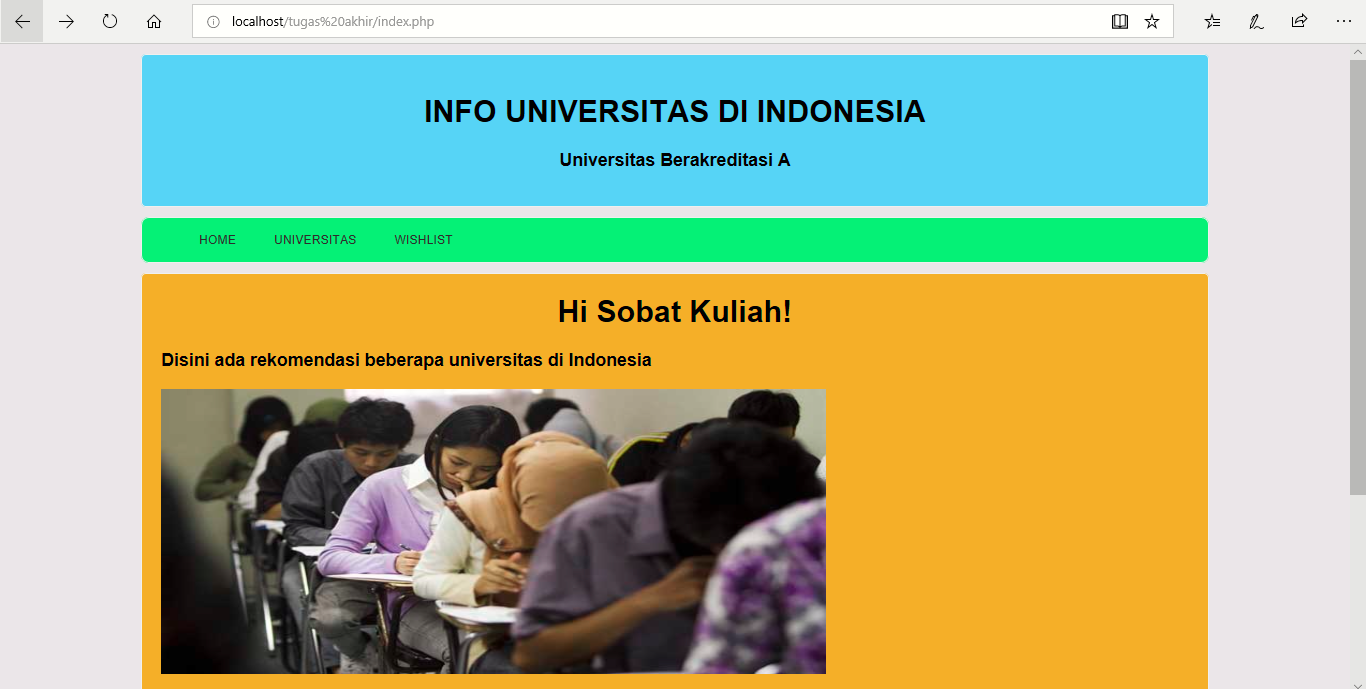 localhost/tugas%20akhir/index.php
INFO UNIVERSITAS DI INDONESIA
Universitas Berakreditasi A
HOME UNIVERSITAS WISHLIST
Hi Sobat Kuliah!
Disini ada rekomendasi beberapa universitas di Indonesia